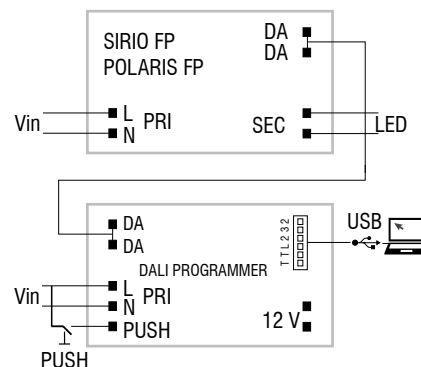 SIRIO FP
POLARIS FP
DA
DA
Vin
L
N
PRI
SEC
LED
DA
DA
TTL232
USB
DALI PROGRAMMER
Vin
L
N
PRI
PUSH
12 V
PUSH